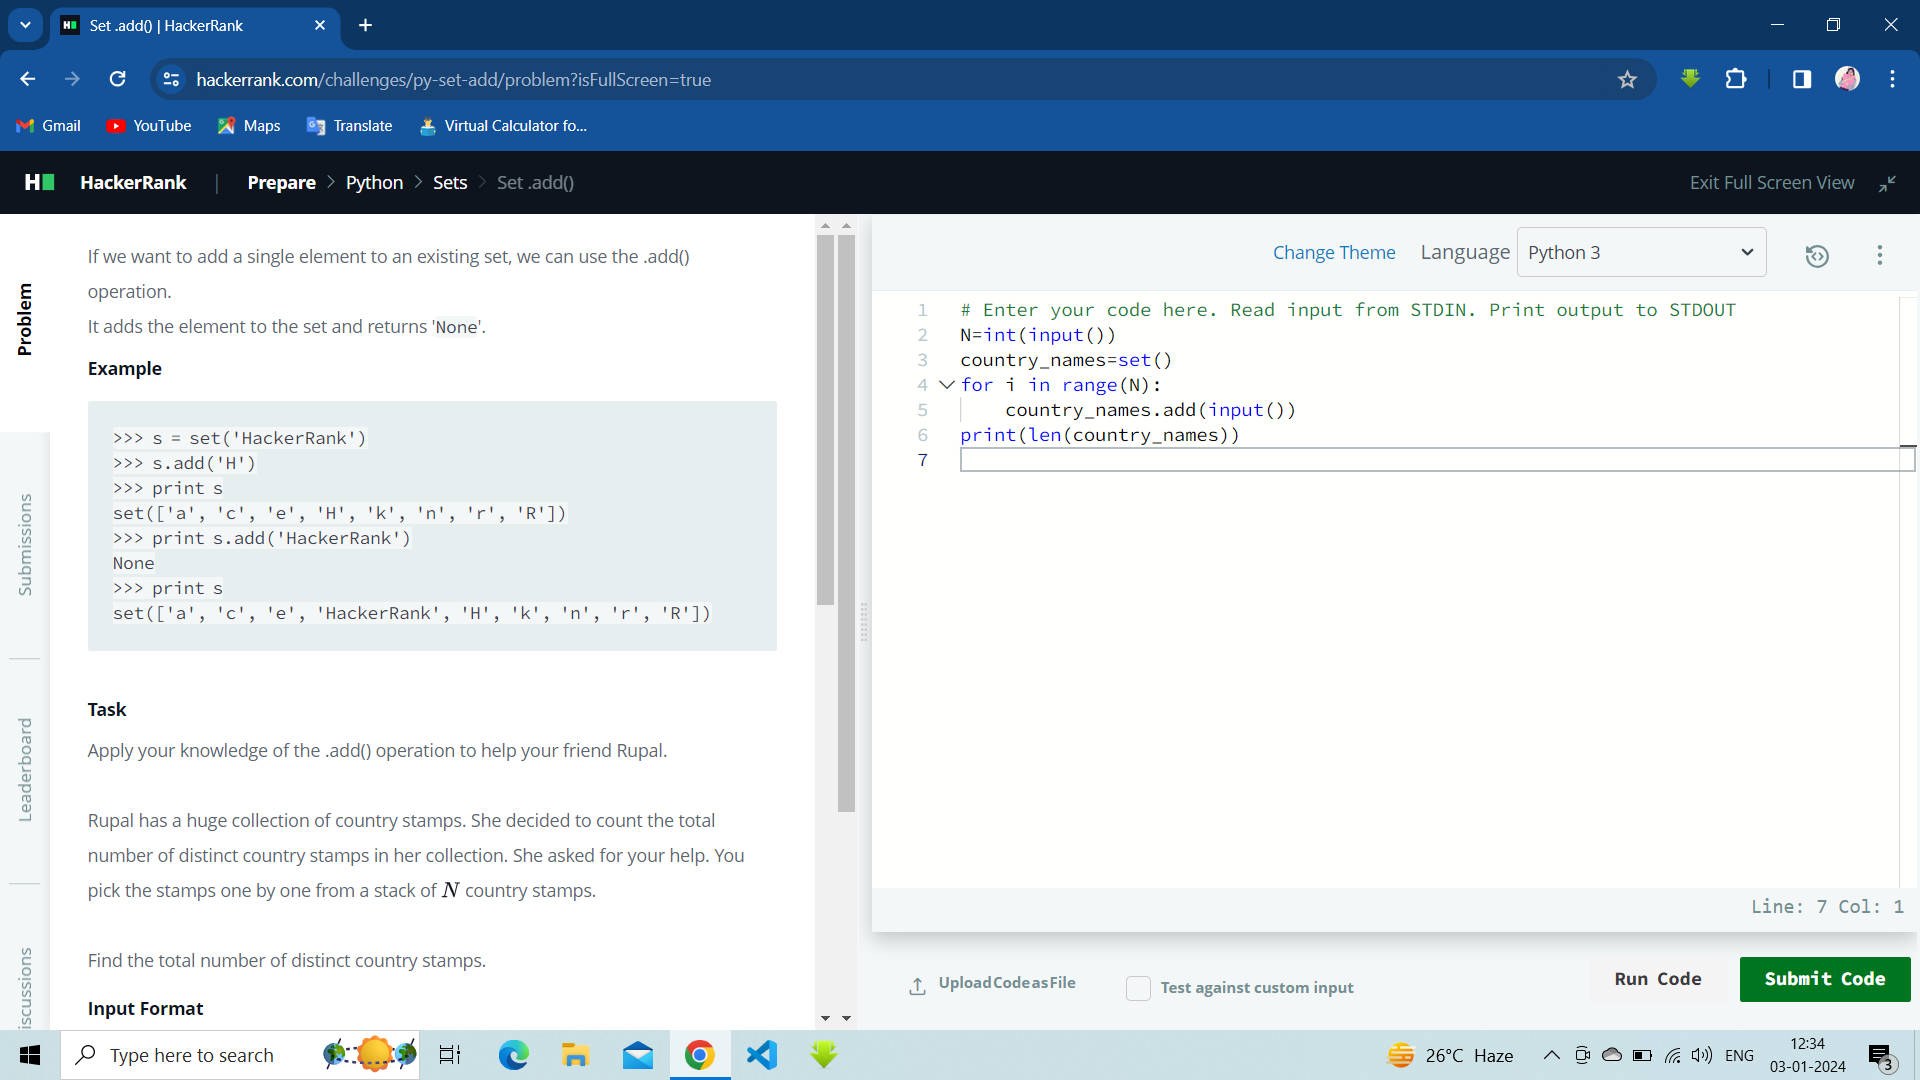 Set .add() | HackerRank
hackerrank.com/challenges/py-set-add/problem?isFullScreen=true
Gmail
YouTube
Maps
Translate
Virtual Calculator fo...
HackerRank | Prepare > Python > Sets > Set .add()
Exit Full Screen View
Problem
Submissions
Leaderboard
iscussions
If we want to add a single element to an existing set, we can use the .add()
operation.
It adds the element to the set and returns 'None'.
Example
>>> s = set('HackerRank')
>>> s.add('H')
>>> print s
set(['a', 'c', 'e', 'H', 'k', 'n', 'r', 'R'])
>>> print s.add('HackerRank')
None
>>> print s
set(['a', 'c', 'e', 'HackerRank', 'H', 'k', 'n', 'r', 'R'])
Task
Apply your knowledge of the .add() operation to help your friend Rupal.
Rupal has a huge collection of country stamps. She decided to count the total
number of distinct country stamps in her collection. She asked for your help. You
pick the stamps one by one from a stack of N country stamps.
Find the total number of distinct country stamps.
Input Format
Change Theme Language Python 3
1 # Enter your code here. Read input from STDIN. Print output to STDOUT
2 N=int(input())
3 country_names=set()
4 for i in range(N):
5     country_names.add(input())
6 print(len(country_names))
7
Line: 7 Col: 1
Upload Code as File
Test against custom input
Run Code
Submit Code
Type here to search
26°C Haze
ENG
12:34
03-01-2024
3